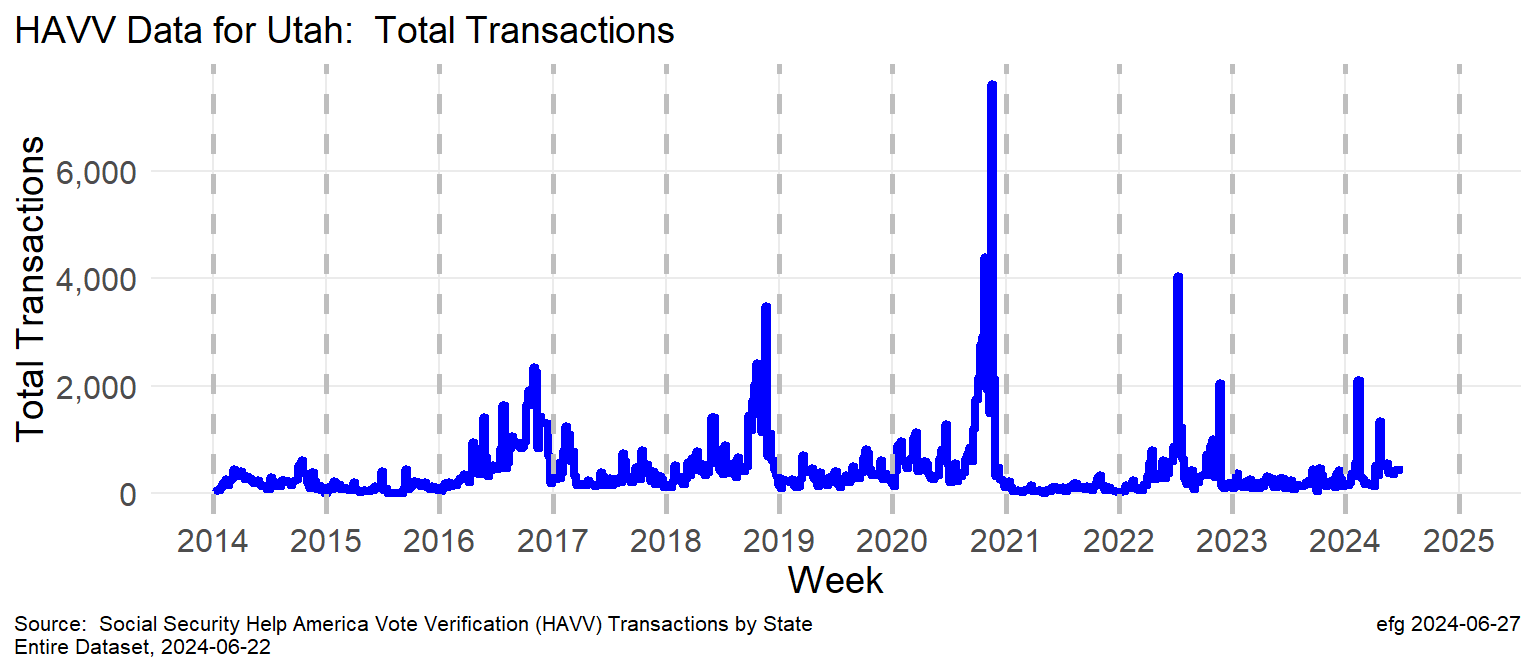 HAVV Data for Utah:  Total Transactions
Total Transactions
6,000
4,000
2,000
0
2014 2015 2016 2017 2018 2019 2020 2021 2022 2023 2024 2025
Week
Source:  Social Security Help America Vote Verification (HAVV) Transactions by State
Entire Dataset, 2024-06-22
efg 2024-06-27